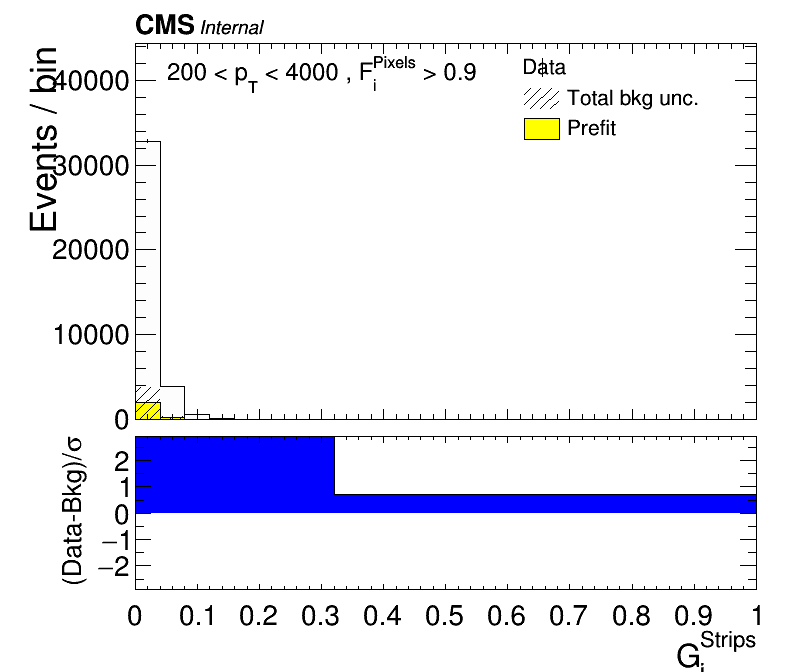 CMS Internal
200 < p_T < 4000 , F_i^Pixels > 0.9
Data
Total bkg unc.
Prefit
Events / bin
40000
30000
20000
10000
0
(Data-Bkg)/σ
2
1
0
−1
−2
0 0.1 0.2 0.3 0.4 0.5 0.6 0.7 0.8 0.9 1
G_i^Strips